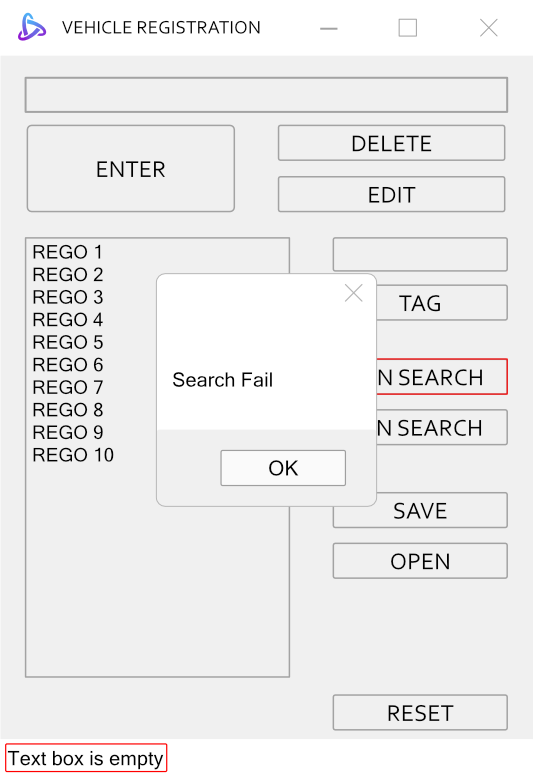 VEHICLE REGISTRATION
ENTER
DELETE
EDIT
REGO 1
REGO 2
REGO 3
REGO 4
REGO 5
REGO 6
REGO 7
REGO 8
REGO 9
REGO 10
TAG
N SEARCH
N SEARCH
Search Fail
OK
SAVE
OPEN
RESET
Text box is empty